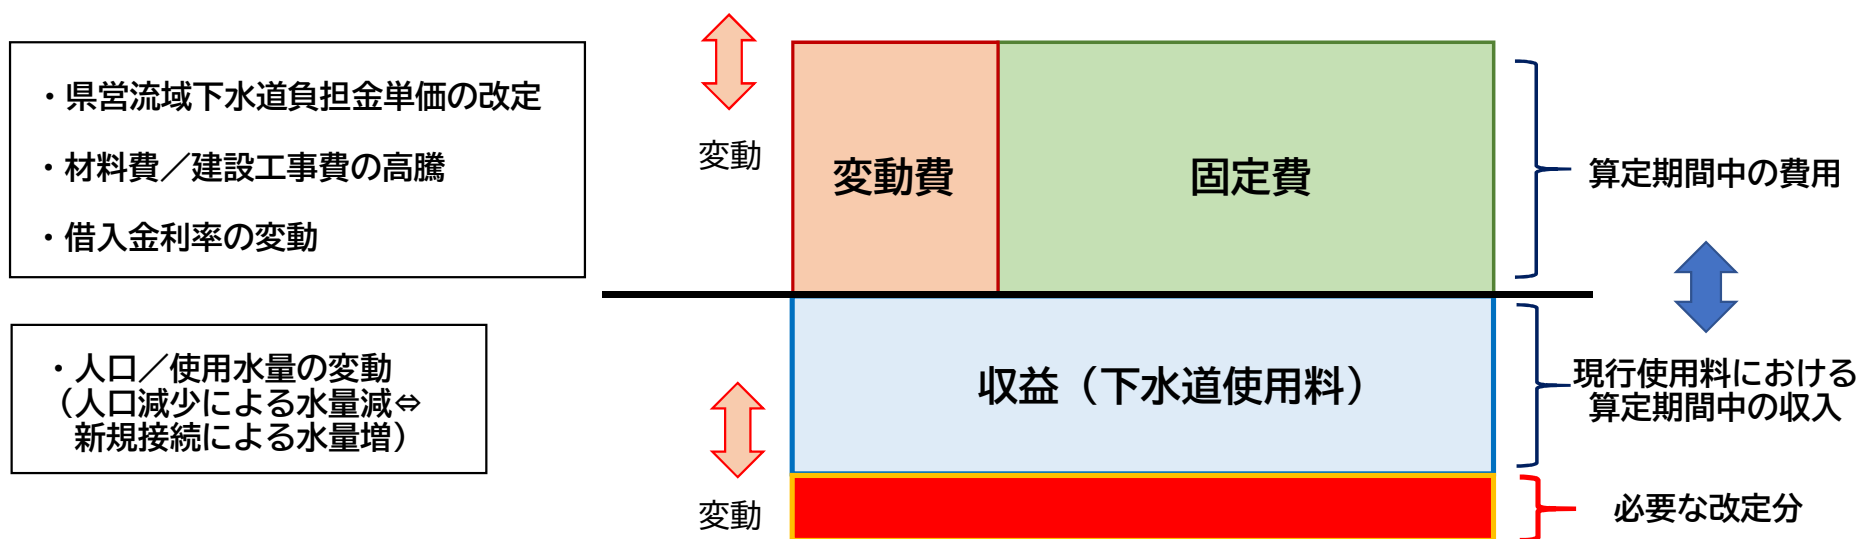 ・県営流域下水道負担金単価の改定
・材料費／建設工事費の高騰
・借入金利率の変動
変動
変動費
固定費
算定期間中の費用
・人口／使用水量の変動
（人口減少による水量減⇔
新規接続による水量増）
変動
収益（下水道使用料）
現行使用料における
算定期間中の収入
必要な改定分